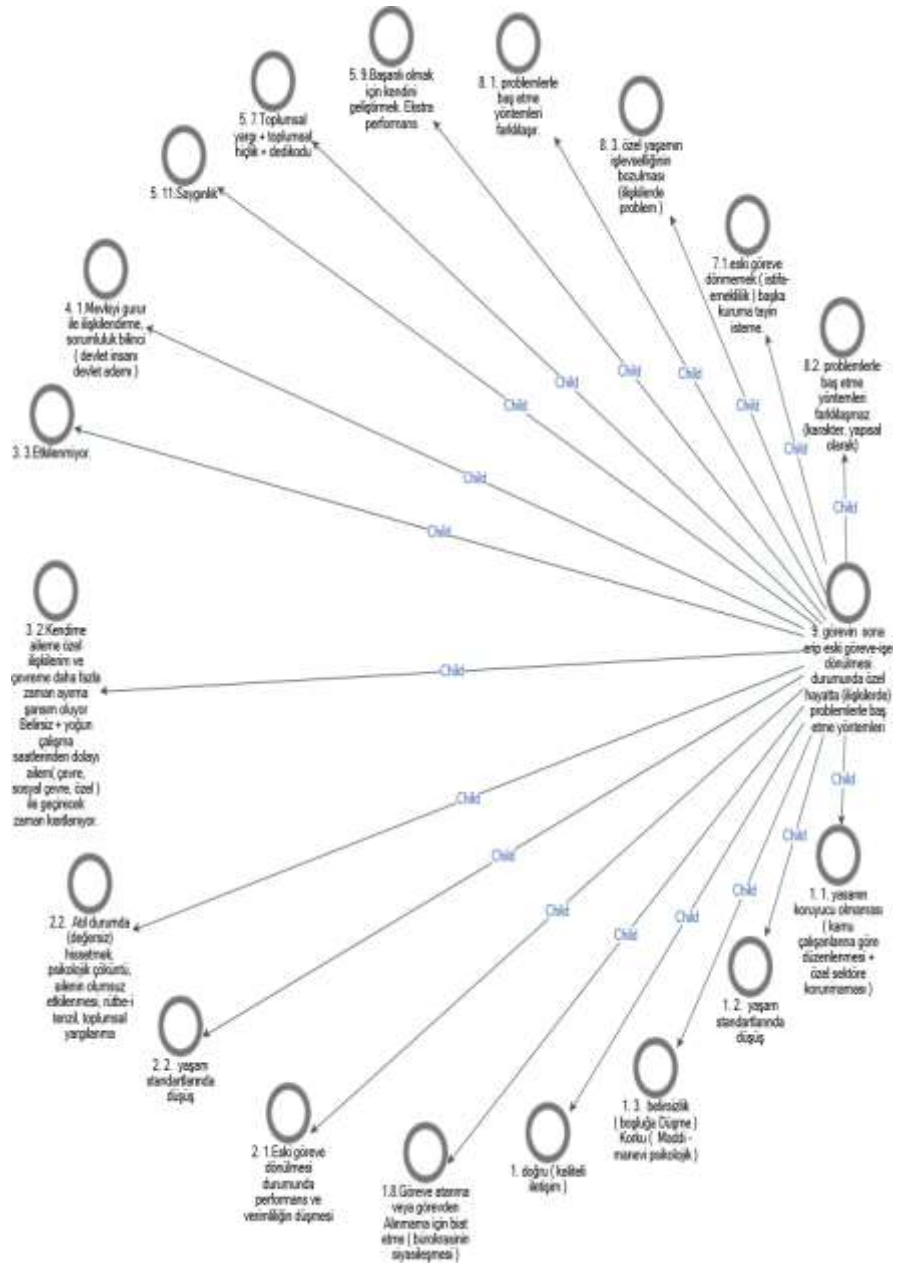 5. 9.Başarılı olmak
için kendini
geliştirmek. Ekstra
performans
8. 1. problemlerle
baş etme
yöntemleri
farklılaşır.
5. 7.Toplumsal
yargı + toplumsal
hiçlik + dedikodu
8. 3. özel yaşamın
işlevselliğinin
bozulması
(ilişkilerde
problem )
5. 11.Saygınlık
7.1.eski göreve
dönmemek ( istifa-
emeklilik ) başka
kuruma tayin
isteme.
4. 1.Mevkiyi gurur
ile ilişkilendirme,
sorumluluk bilinci
( devlet insanı
devlet adamı )
8.2. problemlerle
baş etme
yöntemleri
farklılaşmaz
(karakter, yapısal
olarak)
3. 3.Etkilenmiyor.
Child
Child
Child
Child
Child
Child
Child
Child
Child
9. görevin sona
erip eski göreve-işe
dönülmesi
durumunda özel
hayatta (ilişkilerde)
problemlerle baş
etme yöntemleri
3. 2.Kendime
aileme özel
ilişkilerim ve
çevreme daha fazla
zaman ayırma
şansım oluyor
Belirsiz + yoğun
çalışma
saatlerinden dolayı
ailem( çevre,
sosyal çevre, özel )
ile geçirecek
zaman kısıtlanıyor.
Child
Child
Child
Child
Child
Child
Child
Child
Child
2.2. Atıl durumda
(değersiz)
hissetmek,
psikolojik çöküntü,
ailenin olumsuz
etkilenmesi, rütbe-i
tenzil, toplumsal
yargılanma
1. 1. yasanın
koruyucu olmaması
( kamu
çalışanlarına göre
düzenlenmesi +
özel sektöre
korunmaması )
1. 2. yaşam
standartlarında
düşüş
2. 2. yaşam
standartlarında
düşüş
1. 3. belirsizlik
( boşluğa Düşme )
Korku ( Maddi -
manevi psikolojik )
2. 1.Eski göreve
dönülmesi
durumunda
performans ve
verimliliğin düşmesi
1. doğru ( kaliteli
iletişim )
1.8.Göreve atanma
veya görevden
Alınmama için biat
etme ( bürokrasinin
siyasileşmesi )